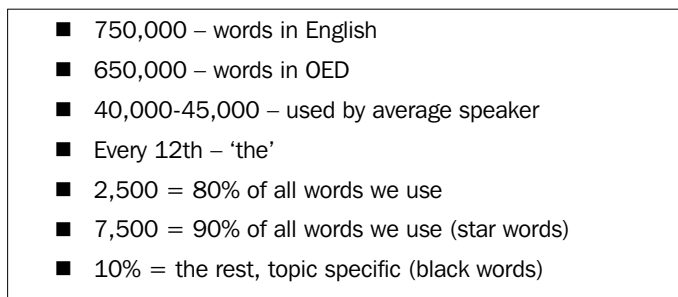 ■ 750,000 – words in English
■ 650,000 – words in OED
■ 40,000-45,000 – used by average speaker
■ Every 12th – ‘the’
■ 2,500 = 80% of all words we use
■ 7,500 = 90% of all words we use (star words)
■ 10% = the rest, topic specific (black words)